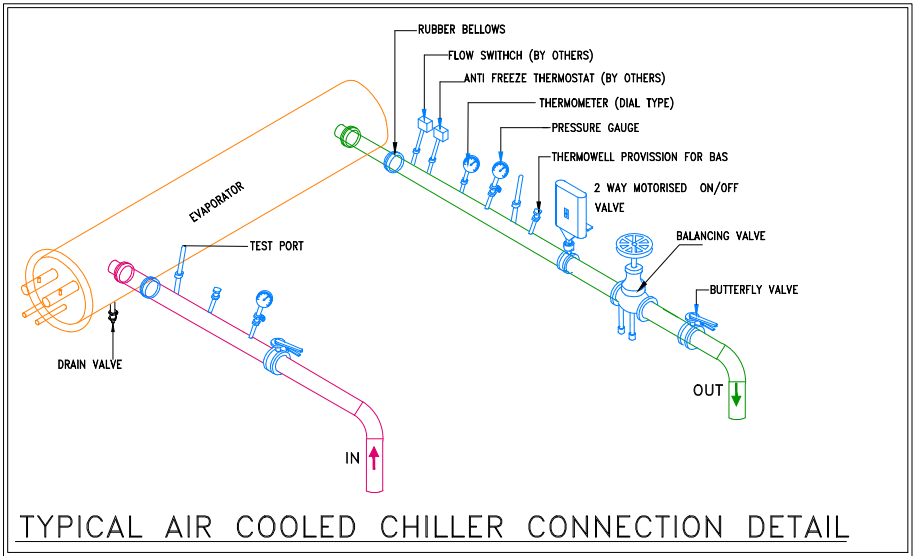 RUBBER BELLOWS
FLOW SWITHCH (BY OTHERS)
ANTI FREEZE THERMOSTAT (BY OTHERS)
THERMOMETER (DIAL TYPE)
PRESSURE GAUGE
THERMOWELL PROVISSION FOR BAS
2 WAY MOTORISED ON/OFF
VALVE
EVAPORATOR
BALANCING VALVE
TEST PORT
BUTTERFLY VALVE
DRAIN VALVE
OUT
IN
TYPICAL AIR COOLED CHILLER CONNECTION DETAIL